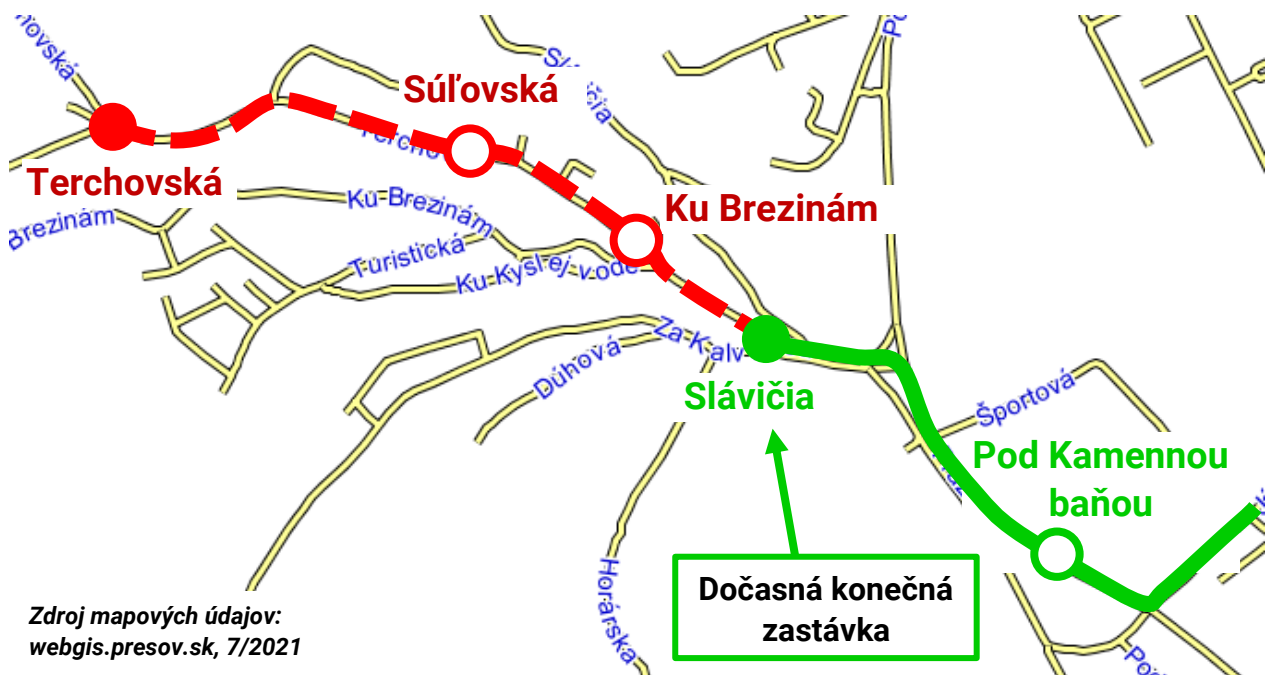 Súľovská
Terchovská
Ku Brezinám
Ku Brezinám
Brezinám
Turistická
Ku Kyslej vode
Slávičia
Dúhová
Športová
Pod Kamennou
baňou
Horárska
Dočasná konečná
zastávka
Zdroj mapových údajov:
webgis.presov.sk, 7/2021